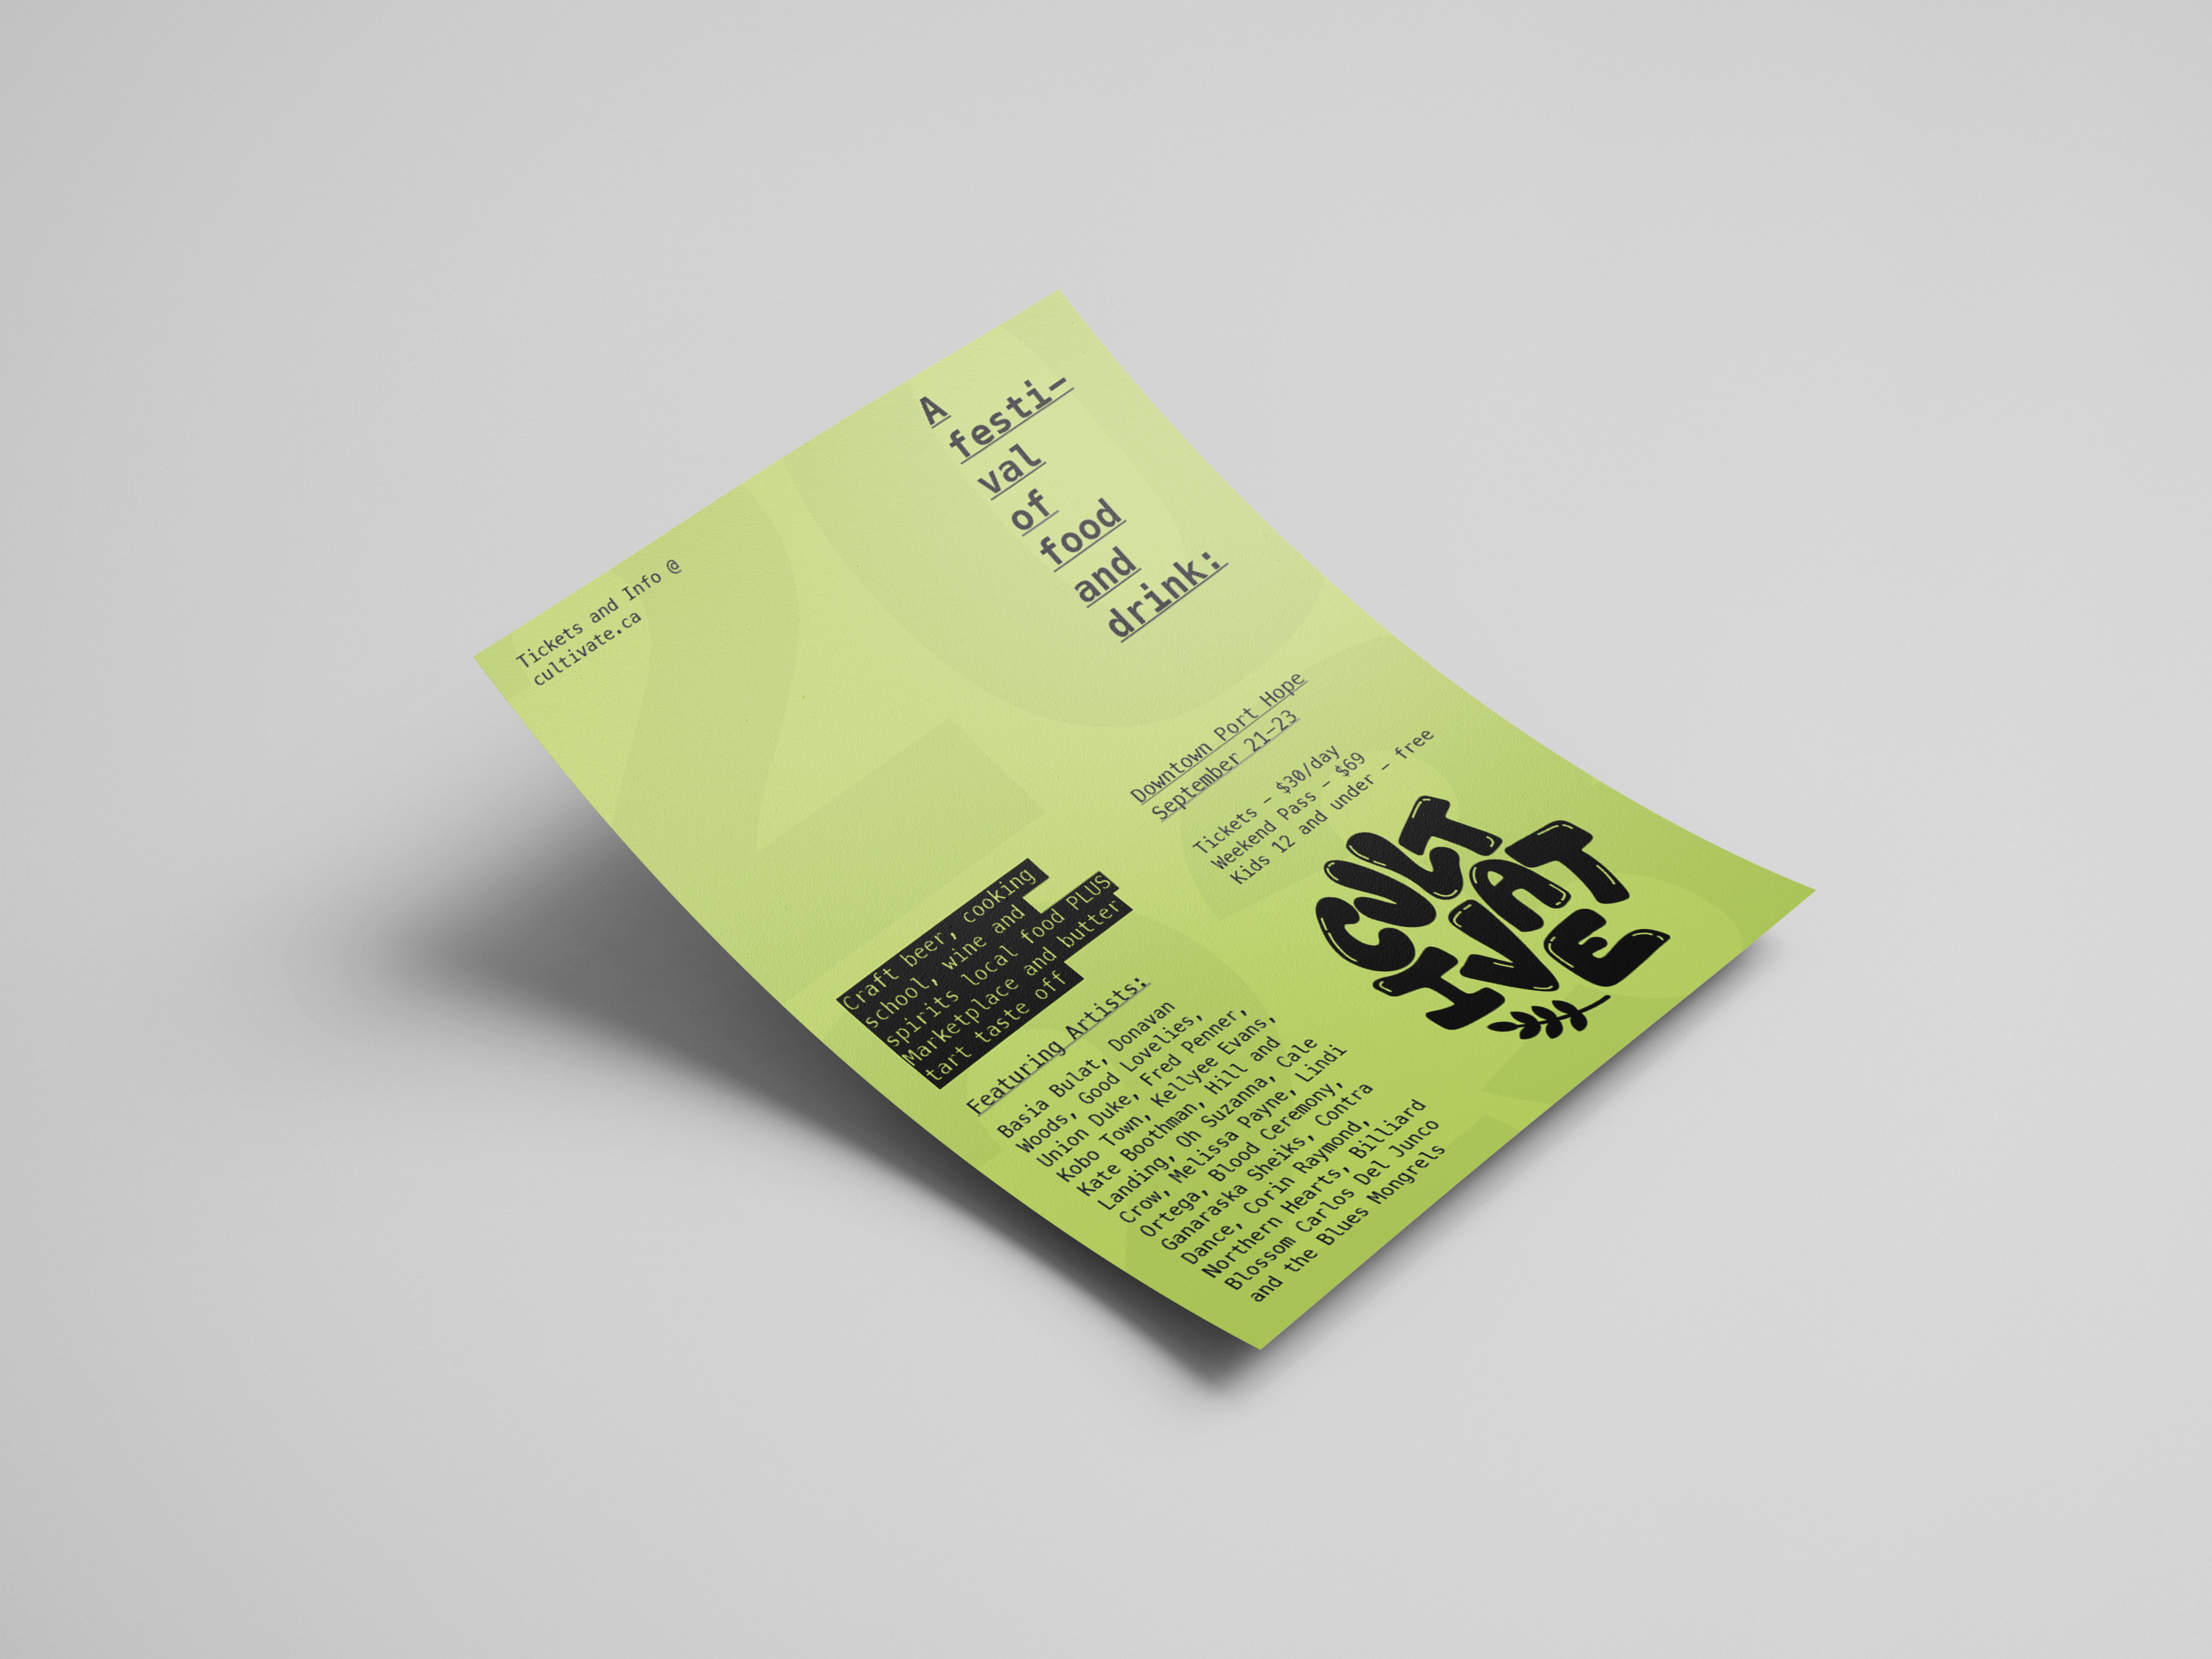 Tickets and Info @
cultivate.ca
A
festi–
val
of
food
and
drink:
Downtown Port Hope
September 21–23
Tickets – $30/day
Weekend Pass – $69
Kids 12 and under – free
CULT
IVAT
IVE
Craft beer, cooking
school, wine and
spirits local food PLUS
Marketplace and butter
tart taste off
Featuring Artists:
Basia Bulat, Donavan
Woods, Good Lovelies,
Union Duke, Fred Penner,
Kobo Town, Kellyee Evans,
Kate Boothman, Hill and
Landing, Oh Suzanna, Cale
Crow, Melissa Payne, Lindi
Ortega, Blood Ceremony,
Ganaraska Sheiks, Contra
Dance, Corin Raymond,
Northern Hearts, Billiard
Blossom Carlos Del Junco
and the Blues Mongrels